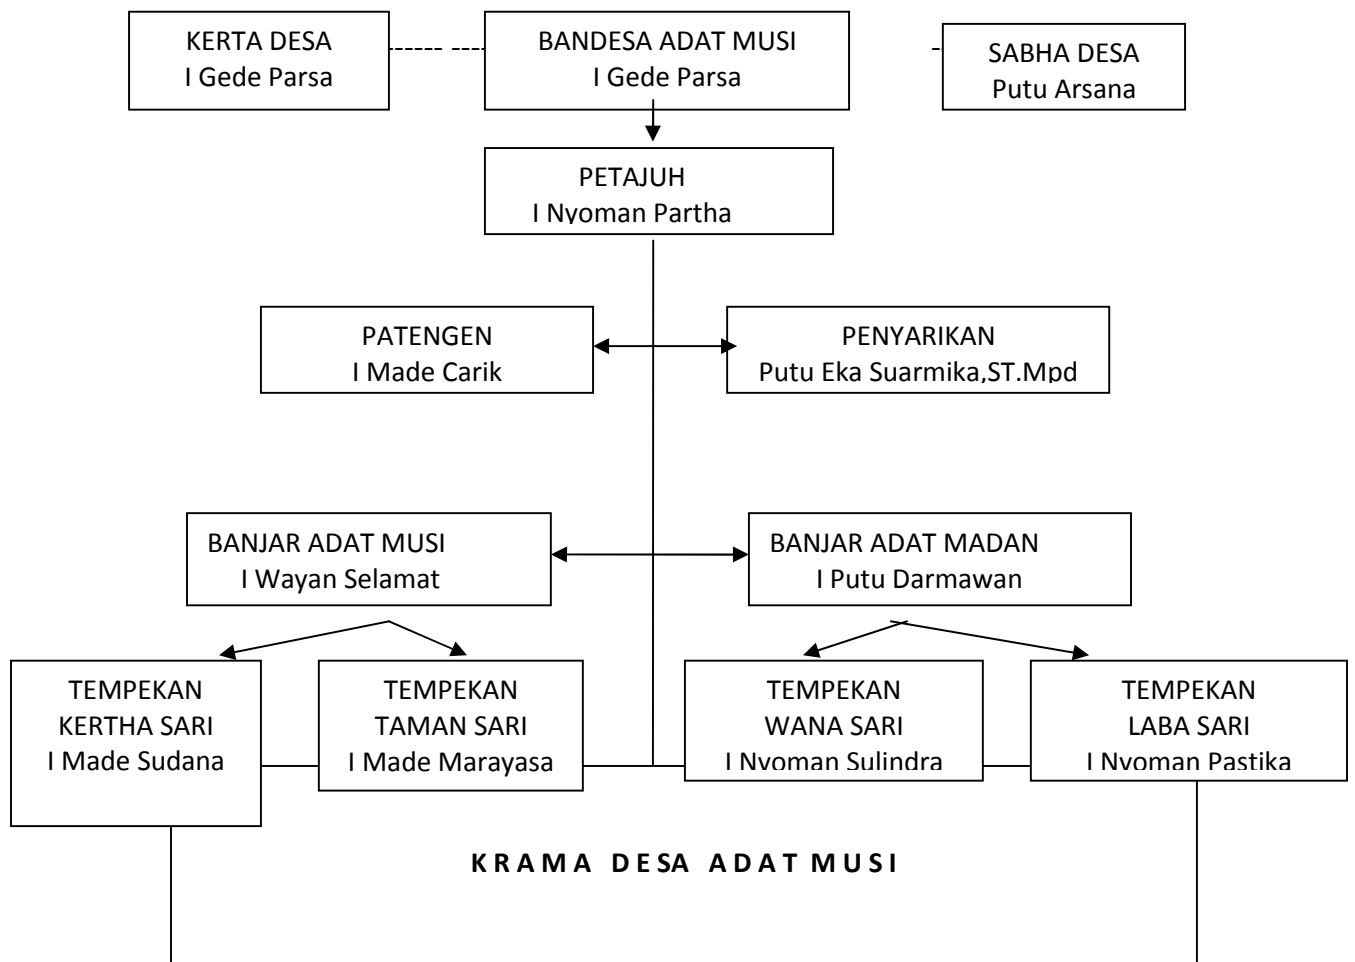 KERTA DESA
I Gede Parsa
BANDESA ADAT MUSI
I Gede Parsa
SABHA DESA
Putu Arsana
PETAJUH
I Nyoman Partha
PATENGEN
I Made Carik
PENYARIKAN
Putu Eka Suarmika,ST.Mpd
BANJAR ADAT MUSI
I Wayan Selamat
BANJAR ADAT MADAN
I Putu Darmawan
TEMPEKAN
KERTHA SARI
I Made Sudana
TEMPEKAN
TAMAN SARI
I Made Marayasa
TEMPEKAN
WANA SARI
I Nyoman Sulindra
TEMPEKAN
LABA SARI
I Nyoman Pastika
KRAMA DESA ADAT MUSI